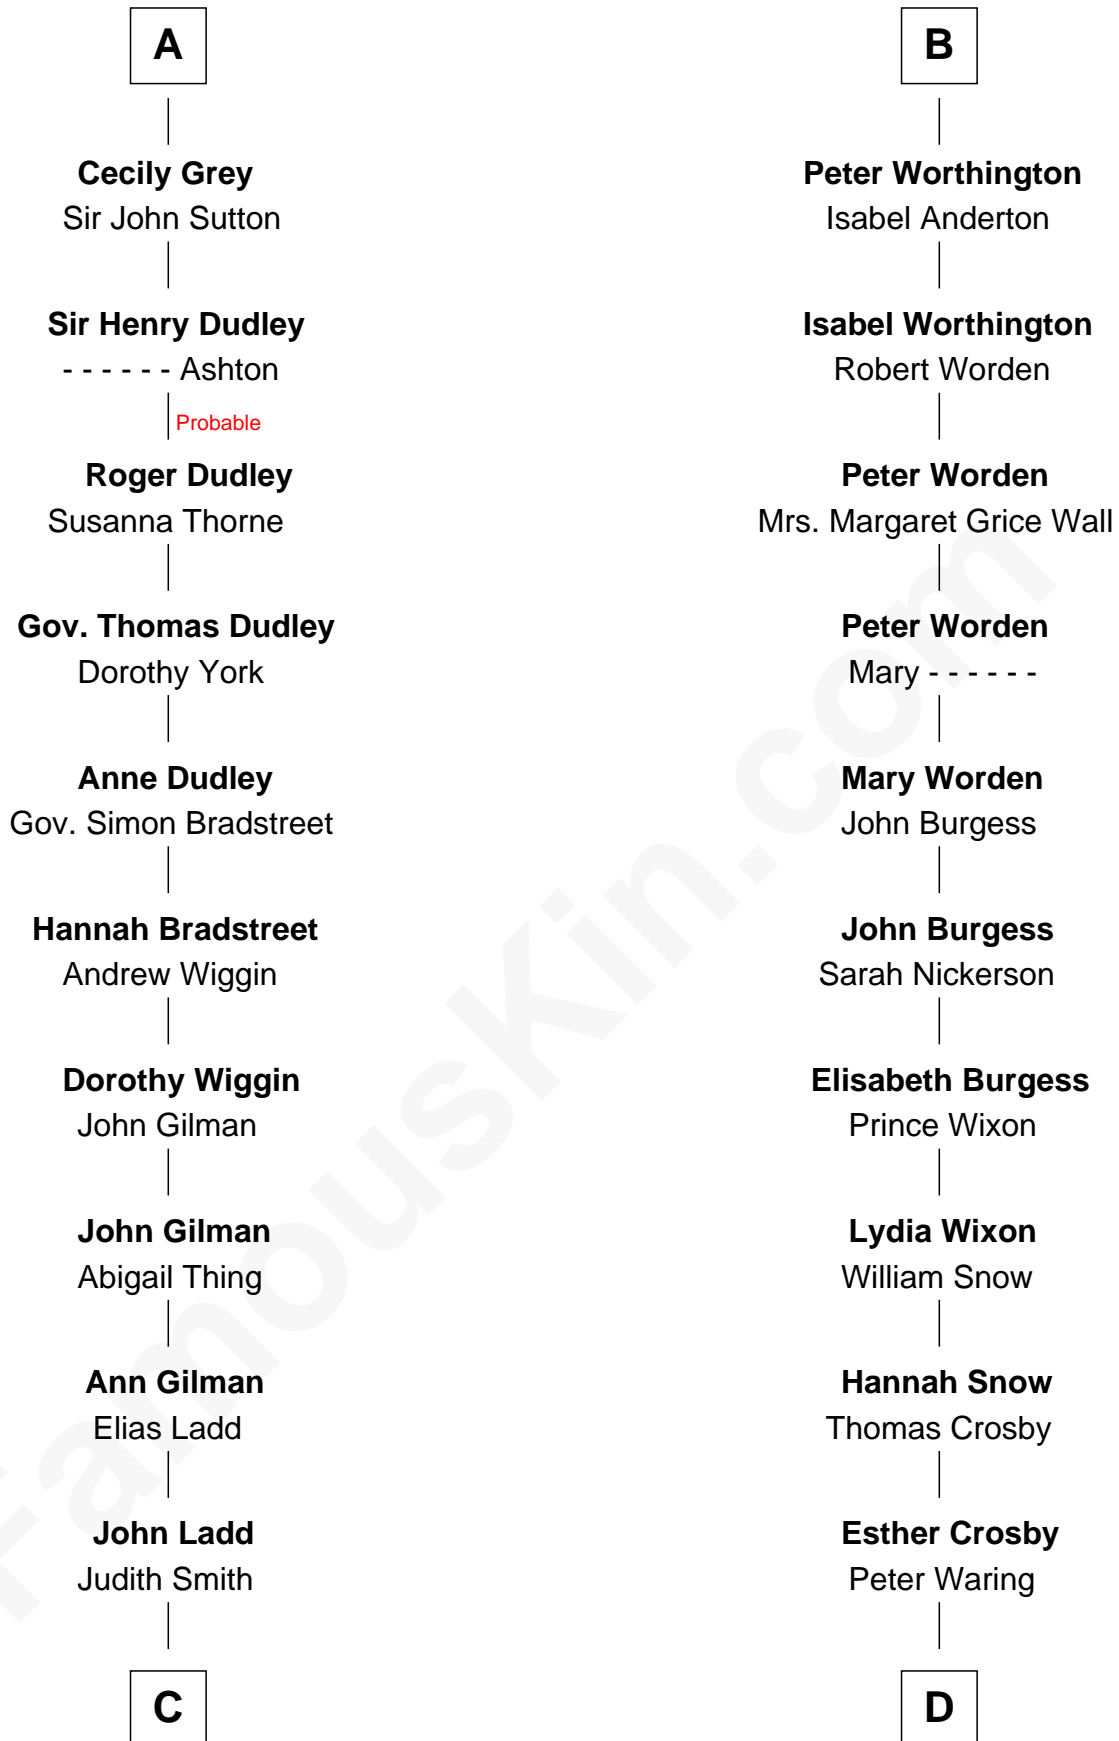 A
Cecily Grey
Sir John Sutton
Sir Henry Dudley
- - - - - - Ashton
Probable
Roger Dudley
Susanna Thorne
Gov. Thomas Dudley
Dorothy York
Anne Dudley
Gov. Simon Bradstreet
Hannah Bradstreet
Andrew Wiggin
Dorothy Wiggin
John Gilman
John Gilman
Abigail Thing
Ann Gilman
Elias Ladd
John Ladd
Judith Smith
C
B
Peter Worthington
Isabel Anderton
Isabel Worthington
Robert Worden
Peter Worden
Mrs. Margaret Grice Wall
Peter Worden
Mary - - - - - -
Mary Worden
John Burgess
John Burgess
Sarah Nickerson
Elisabeth Burgess
Prince Wixon
Lydia Wixon
William Snow
Hannah Snow
Thomas Crosby
Esther Crosby
Peter Waring
D
FamousKin.com